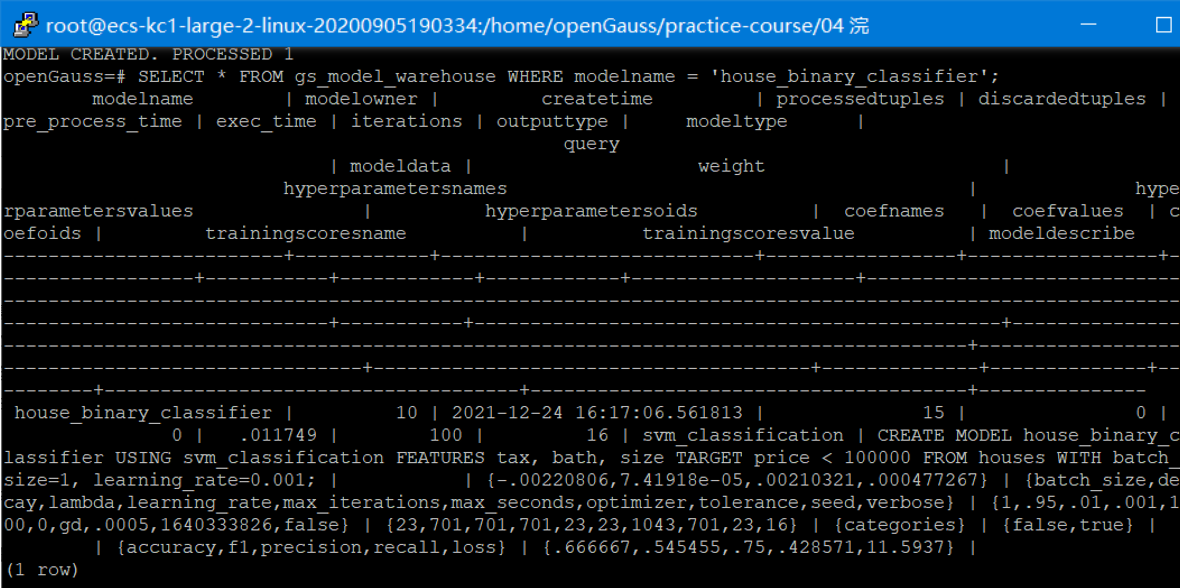 root@ecs-kc1-large-2-linux-20200905190334:/home/openGauss/practice-course/04 浣
MODEL CREATED. PROCESSED 1
openGauss=# SELECT * FROM gs_model_warehouse WHERE modelname = 'house_binary_classifier';
modelname | modelowner | createtime | processedtuples | discardedtuples |
pre_process_time | exec_time | iterations | outputtype | modeltype |
query
| modeldata | weight |
hyperparametersnames | hype
rparametersvalues | hyperparametersoids | coefnames | coefvalues | c
oefoids | trainingscoresname | trainingscoresvalue | modeldescribe
-------------------------+------------+-----------------------------+-----------------+-----------------+-
-----------------+-----------+------------+------------+--------------------+----------------------------
---------------------------------------------------------------------------------------------------------
-----------------------------+-----------+-----------------------------------------------+---------------
-------------------------------------------------------------------------------------+-------------------
--------------------------------+---------------------------------------+--------------+--------------+--
--------+-------------------------------------+---------------------------------------+---------------
house_binary_classifier | 10 | 2021-12-24 16:17:06.561813 | 15 | 0 |
0 | .011749 | 100 | 16 | svm_classification | CREATE MODEL house_binary_c
lassifier USING svm_classification FEATURES tax, bath, size TARGET price < 100000 FROM houses WITH batch_
size=1, learning_rate=0.001; | | {-.00220806,7.41918e-05,.00210321,.000477267} | {batch_size,de
cay,lambda,learning_rate,max_iterations,max_seconds,optimizer,tolerance,seed,verbose} | {1,.95,.01,.001,1
00,0,gd,.0005,1640333826,false} | {23,701,701,701,23,23,1043,701,23,16} | {categories} | {false,true} |
| {accuracy,f1,precision,recall,loss} | {.666667,.545455,.75,.428571,11.5937} |
(1 row)